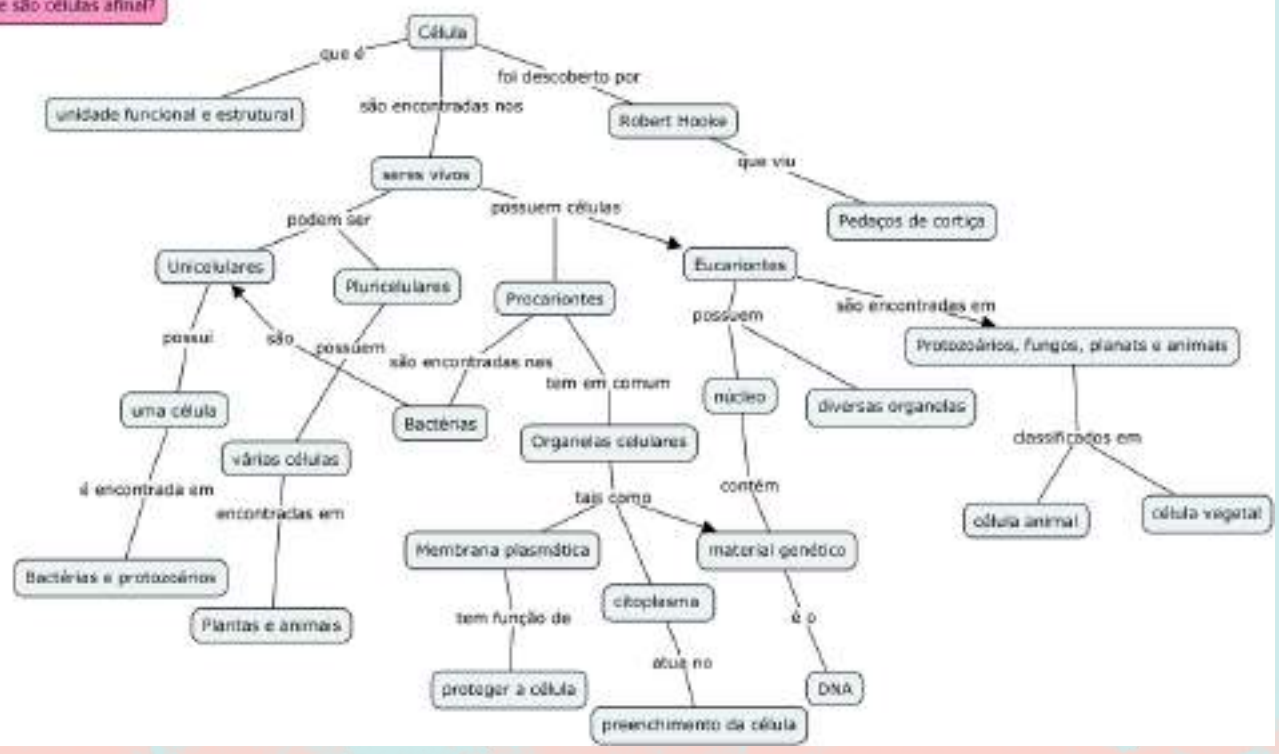 são células afinal?
Célula
que é
foi descoberto por
são encontradas nos
unidade funcional e estrutural
Robert Hooke
que viu
seres vivos
possuem células
podem ser
Pedaços de cortiça
Unicelulares
Pluricelulares
Procariontes
Eucariontes
são encontradas em
possuem
possui
são
possuem
são encontradas nas
tem em comum
Protozoários, fungos, planats e animais
núcleo
diversas organelas
uma célula
Bactérias
Organelas celulares
classificados em
várias células
é encontrada em
encontradas em
tais como
contém
célula animal
célula vegetal
Membrana plasmática
material genético
Bactérias e protozoários
citoplasma
Plantas e animais
tem função de
é o
atua no
proteger a célula
DNA
preenchimento da célula